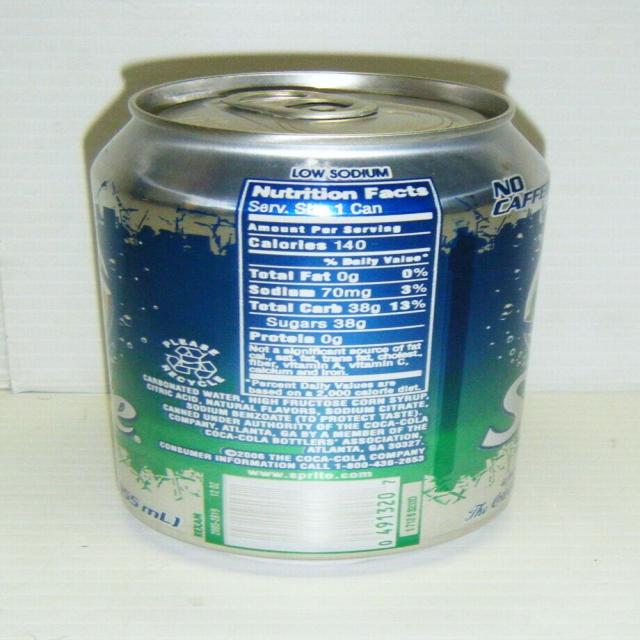 LOW SODIUM
Nutrition Facts
Serv. 1 Can
Amount Per Serving
Calories 140
% Daily Value*
Total Fat 0g 0%
Sodium 70mg 3%
Total Carb 38g 13%
Sugars 38g
Protein 0g
Not a significant source of fat
cal., sat. fat, trans fat, cholest.,
fiber, vitamin A, vitamin C,
calcium and iron.
*Percent Daily Values are
based on a 2,000 calorie diet.
PLEASE
RECYCLE
CARBONATED WATER, HIGH FRUCTOSE CORN SYRUP,
CITRIC ACID, NATURAL FLAVORS, SODIUM CITRATE,
SODIUM BENZOATE (TO PROTECT TASTE).
CANNED UNDER AUTHORITY OF THE COCA-COLA
COMPANY, ATLANTA, GA BY A MEMBER OF THE
COCA-COLA BOTTLERS' ASSOCIATION,
ATLANTA, GA 30327.
©2006 THE COCA-COLA COMPANY
CONSUMER INFORMATION CALL 1-800-438-2653
www.sprite.com
0 491320 7
NO
CAFFE
S
e.
55 mL)
The